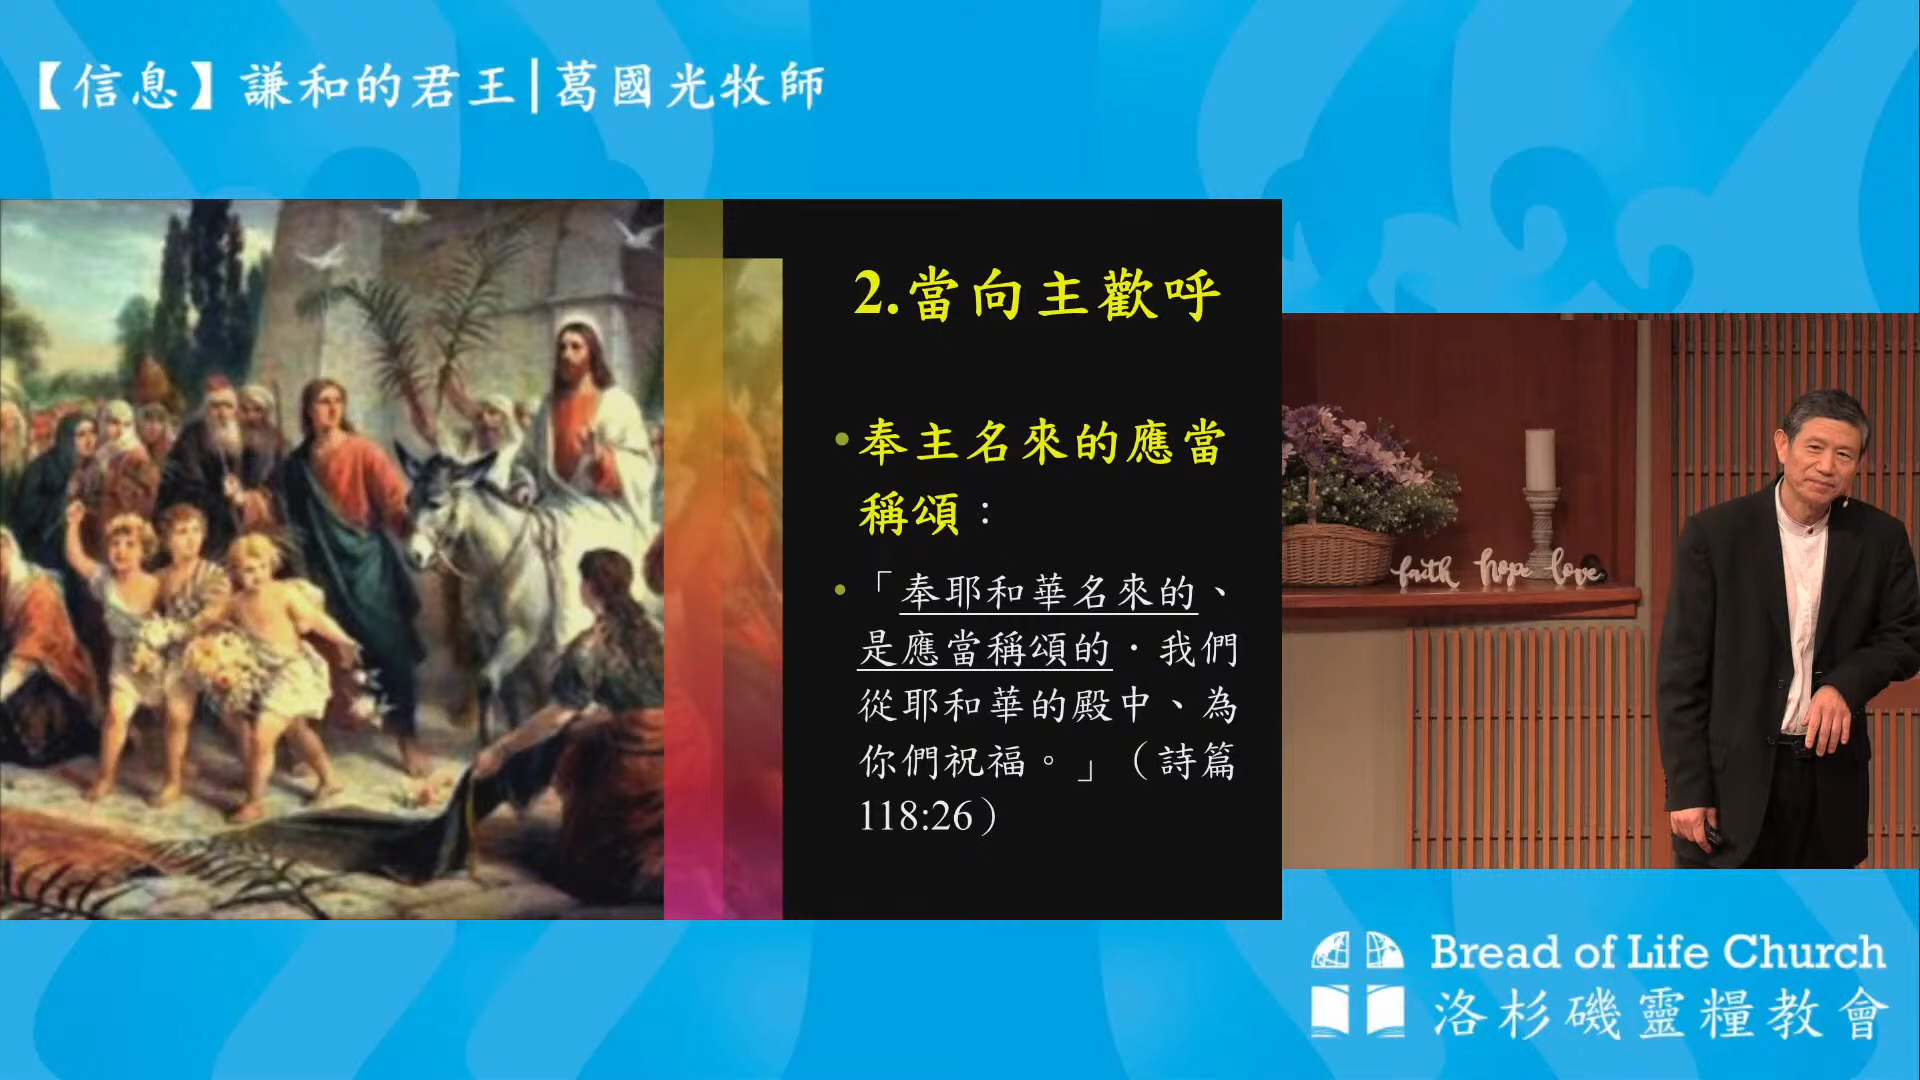 【信息】謙和的君王|葛國光牧師
2.當向主歡呼
•奉主名來的應當
稱頌：
•「奉耶和華名來的、
是應當稱頌的．我們
從耶和華的殿中、為
你們祝福。」（詩篇
118:26）
faith hope love
Bread of Life Church
洛杉磯靈糧教會